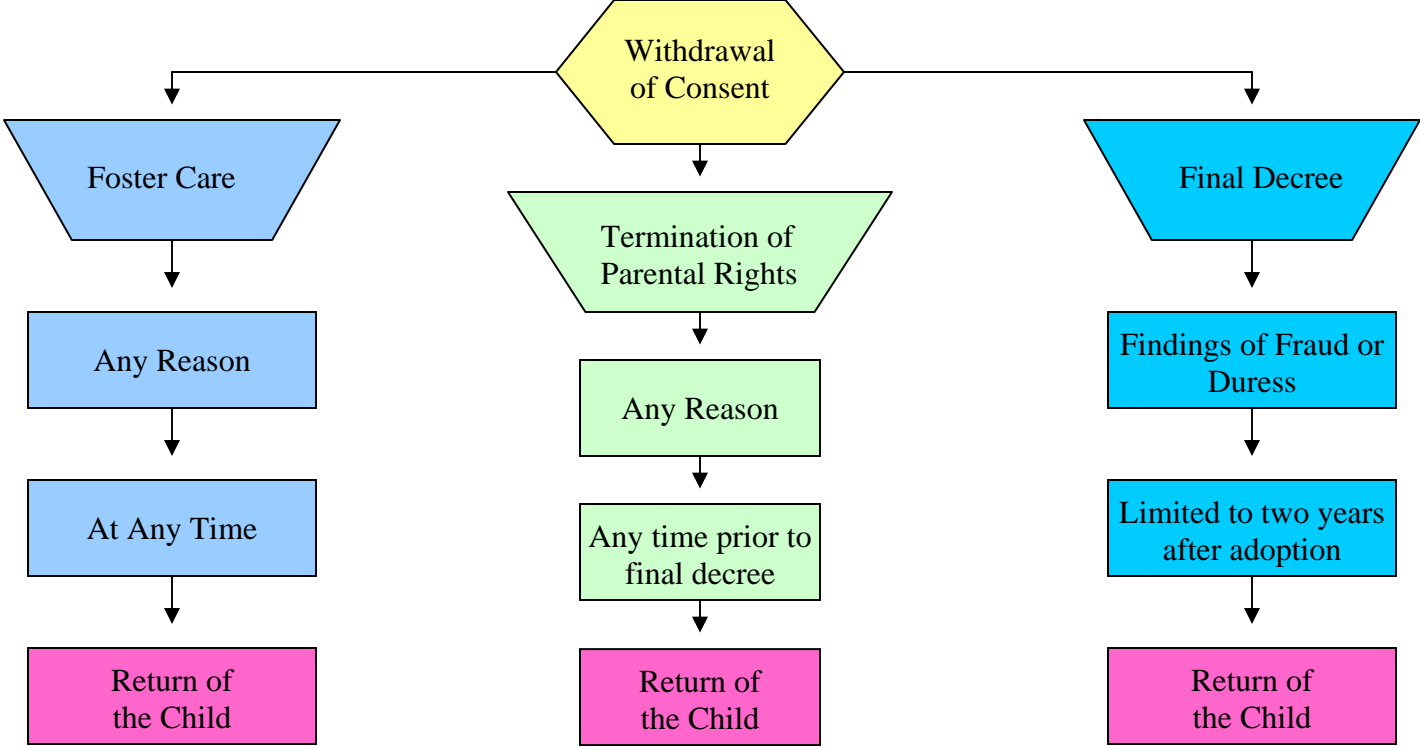 Withdrawal
of Consent
Foster Care
Any Reason
At Any Time
Return of
the Child
Termination of
Parental Rights
Any Reason
Any time prior to
final decree
Return of
the Child
Final Decree
Findings of Fraud or
Duress
Limited to two years
after adoption
Return of
the Child